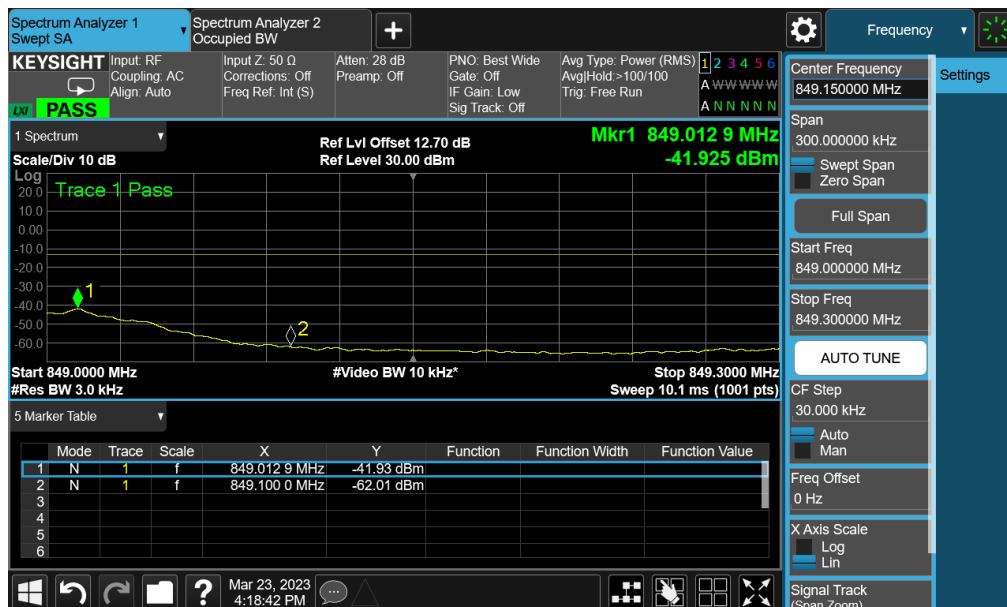 Spectrum Analyzer 1
Swept SA
Spectrum Analyzer 2
Occupied BW
Frequency
KEYSIGHT
LXI
PASS
Input: RF
Coupling: AC
Align: Auto
Input Z: 50 Ω
Corrections: Off
Freq Ref: Int (S)
Atten: 28 dB
Preamp: Off
PNO: Best Wide
Gate: Off
IF Gain: Low
Sig Track: Off
Avg Type: Power (RMS)
Avg|Hold:>100/100
Trig: Free Run
1 2 3 4 5 6
A W W W W W
A N N N N N
1 Spectrum
Scale/Div 10 dB
Ref Lvl Offset 12.70 dB
Ref Level 30.00 dBm
Mkr1 849.012 9 MHz
-41.925 dBm
Log
Trace 1 Pass
20.0
10.0
0.00
-10.0
-20.0
-30.0
-40.0
-50.0
-60.0
1
2
Start 849.0000 MHz
#Video BW 10 kHz*
Stop 849.3000 MHz
#Res BW 3.0 kHz
Sweep 10.1 ms (1001 pts)
5 Marker Table
Mode Trace Scale X Y Function Function Width Function Value
1 N 1 f 849.012 9 MHz -41.93 dBm
2 N 1 f 849.100 0 MHz -62.01 dBm
3
4
5
6
?
Mar 23, 2023
4:18:42 PM
Center Frequency
849.150000 MHz
Span
300.000000 kHz
Swept Span
Zero Span
Full Span
Start Freq
849.000000 MHz
Stop Freq
849.300000 MHz
AUTO TUNE
CF Step
30.000 kHz
Auto
Man
Freq Offset
0 Hz
X Axis Scale
Log
Lin
Signal Track
(Span Zoom)
Settings